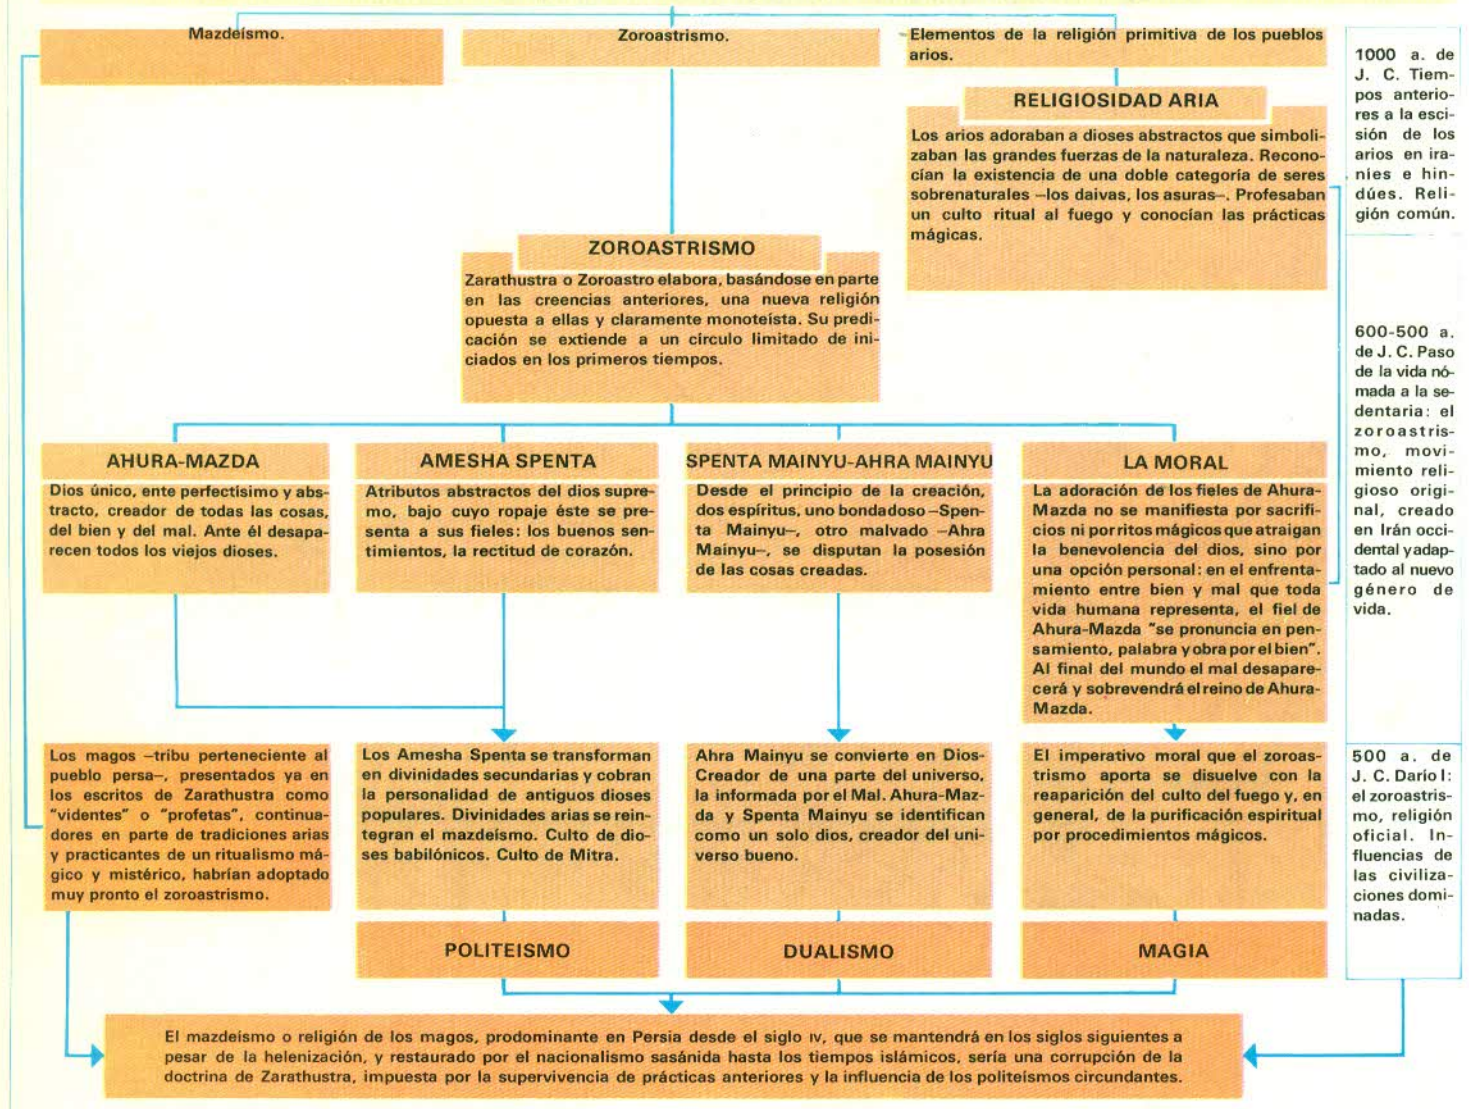 Mazdeísmo.
Zoroastrismo.
Elementos de la religión primitiva de los pueblos
arios.
RELIGIOSIDAD ARIA
Los arios adoraban a dioses abstractos que simboli-
zaban las grandes fuerzas de la naturaleza. Recono-
cían la existencia de una doble categoría de seres
sobrenaturales —los daivas, los asuras—. Profesaban
un culto ritual al fuego y conocían las prácticas
mágicas.
1000 a. de
J. C. Tiem-
pos anterio-
res a la esci-
sión de los
arios en ira-
níes e hin-
dúes. Reli-
gión común.
ZOROASTRISMO
Zarathustra o Zoroastro elabora, basándose en parte
en las creencias anteriores, una nueva religión
opuesta a ellas y claramente monoteísta. Su predi-
cación se extiende a un círculo limitado de ini-
ciados en los primeros tiempos.
600-500 a.
de J. C. Paso
de la vida nó-
mada a la se-
dentaria: el
zoroastris-
mo, movi-
miento reli-
gioso origi-
nal, creado
en Irán occi-
dental y adap-
tado al nuevo
género de
vida.
AHURA-MAZDA
Dios único, ente perfectísimo y abs-
tracto, creador de todas las cosas,
del bien y del mal. Ante él desapa-
recen todos los viejos dioses.
AMESHA SPENTA
Atributos abstractos del dios supre-
mo, bajo cuyo ropaje éste se pre-
senta a sus fieles: los buenos sen-
timientos, la rectitud de corazón.
SPENTA MAINYU-AHRA MAINYU
Desde el principio de la creación,
dos espíritus, uno bondadoso —Spen-
ta Mainyu—, otro malvado —Ahra
Mainyu—, se disputan la posesión
de las cosas creadas.
LA MORAL
La adoración de los fieles de Ahura-
Mazda no se manifiesta por sacrifi-
cios ni por ritos mágicos que atraigan
la benevolencia del dios, sino por
una opción personal: en el enfrenta-
miento entre bien y mal que toda
vida humana representa, el fiel de
Ahura-Mazda "se pronuncia en pen-
samiento, palabra y obra por el bien".
Al final del mundo el mal desapare-
cerá y sobrevendrá el reino de Ahura-
Mazda.
Los magos —tribu perteneciente al
pueblo persa—, presentados ya en
los escritos de Zarathustra como
"videntes" o "profetas", continua-
dores en parte de tradiciones arias
y practicantes de un ritualismo má-
gico y mistérico, habrían adoptado
muy pronto el zoroastrismo.
Los Amesha Spenta se transforman
en divinidades secundarias y cobran
la personalidad de antiguos dioses
populares. Divinidades arias se rein-
tegran el mazdeísmo. Culto de dio-
ses babilónicos. Culto de Mitra.
Ahra Mainyu se convierte en Dios-
Creador de una parte del universo,
la informada por el Mal. Ahura-Maz-
da y Spenta Mainyu se identifican
como un solo dios, creador del uni-
verso bueno.
El imperativo moral que el zoroas-
trismo aporta se disuelve con la
reaparición del culto del fuego y, en
general, de la purificación espiritual
por procedimientos mágicos.
500 a. de
J. C. Darío I:
el zoroastris-
mo, religión
oficial. In-
fluencias de
las civiliza-
ciones domi-
nadas.
POLITEISMO
DUALISMO
MAGIA
El mazdeísmo o religión de los magos, prodominante en Persia desde el siglo IV, que se mantendrá en los siglos siguientes a
pesar de la helenización, y restaurado por el nacionalismo sasánida hasta los tiempos islámicos, sería una corrupción de la
doctrina de Zarathustra, impuesta por la supervivencia de prácticas anteriores y la influencia de los politeísmos circundantes.